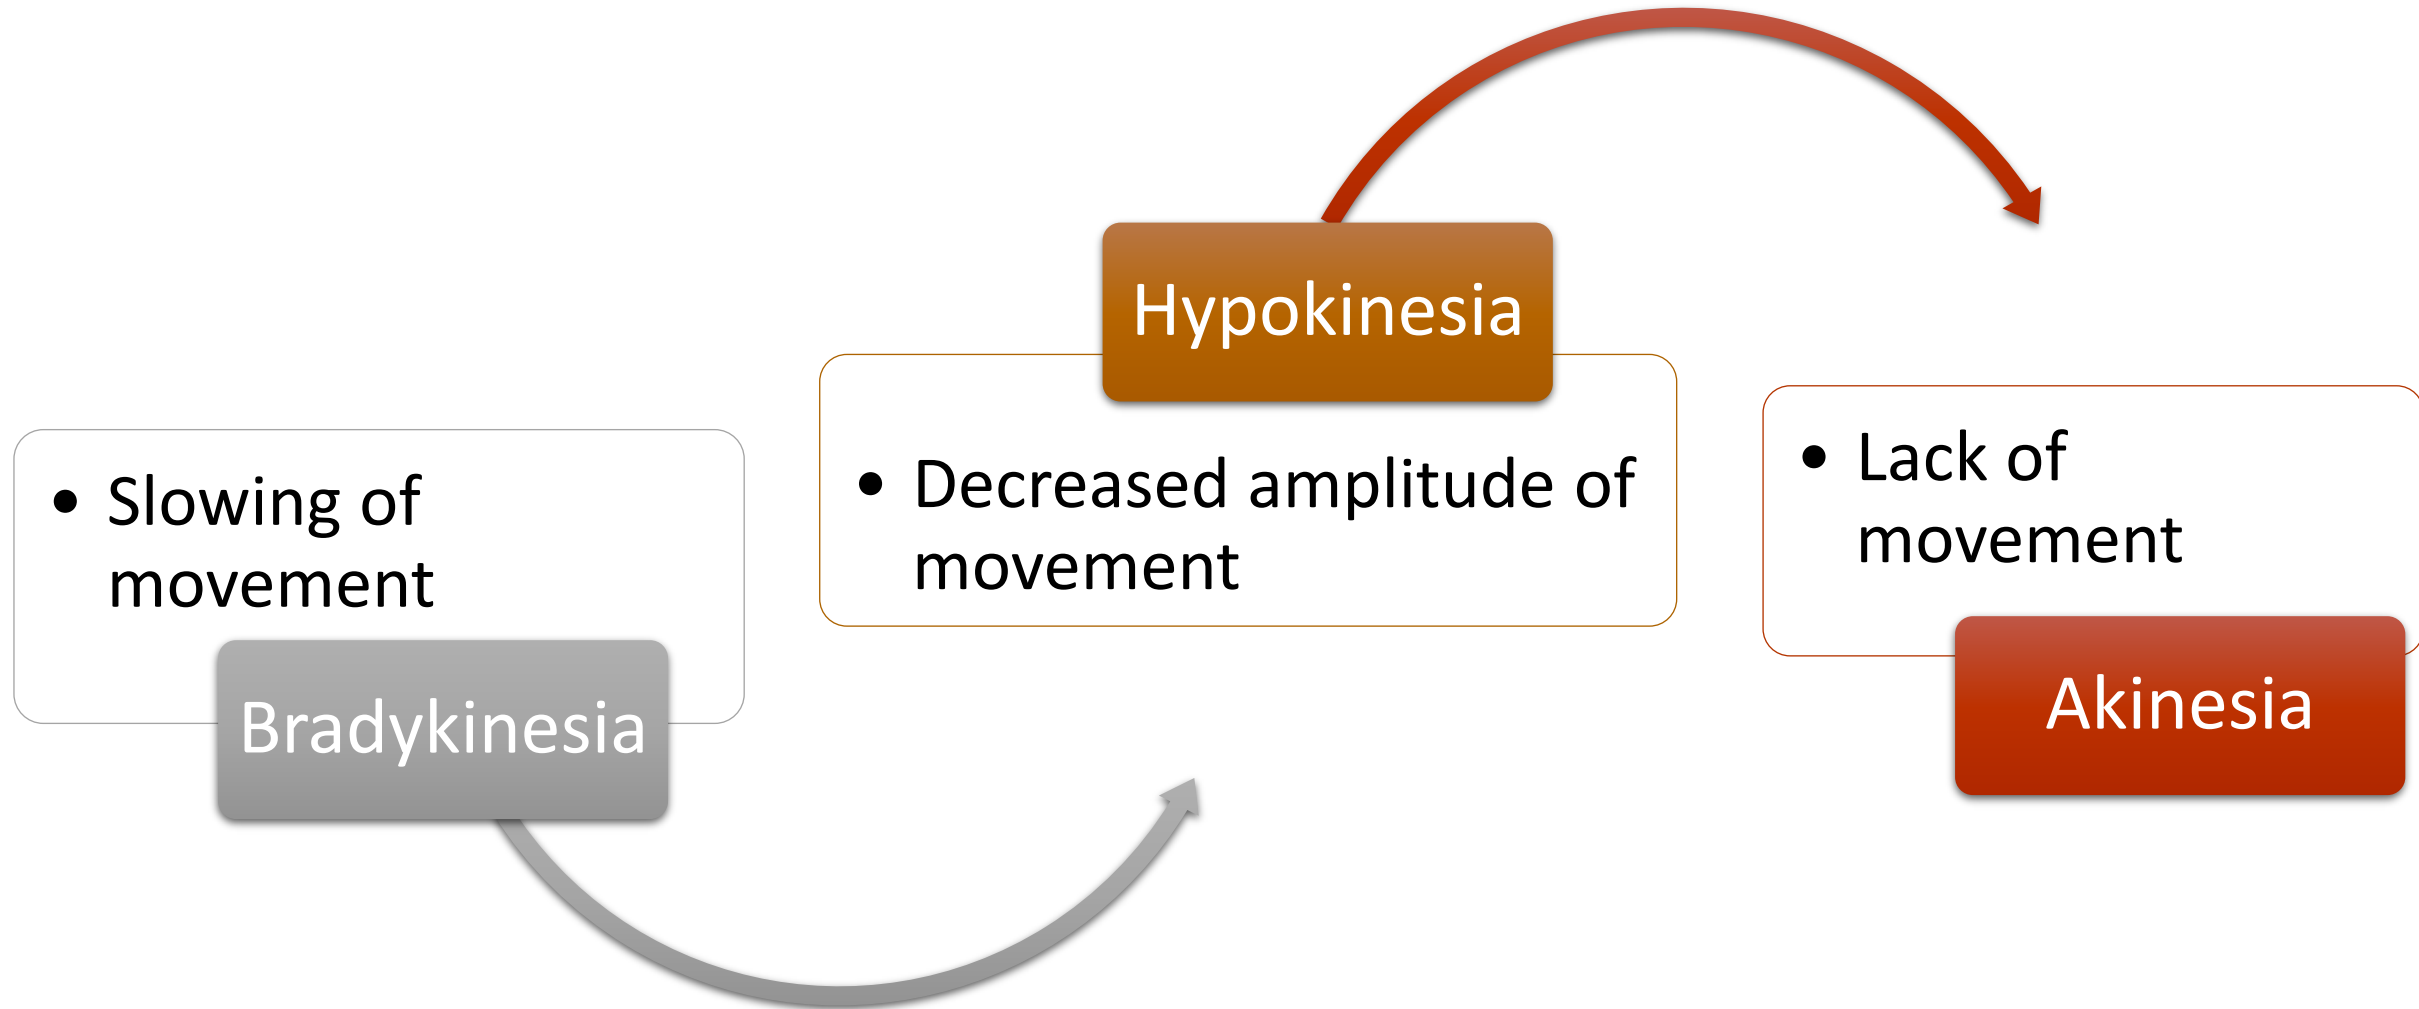 • Slowing of
movement
Bradykinesia
Hypokinesia
• Decreased amplitude of
movement
• Lack of
movement
Akinesia